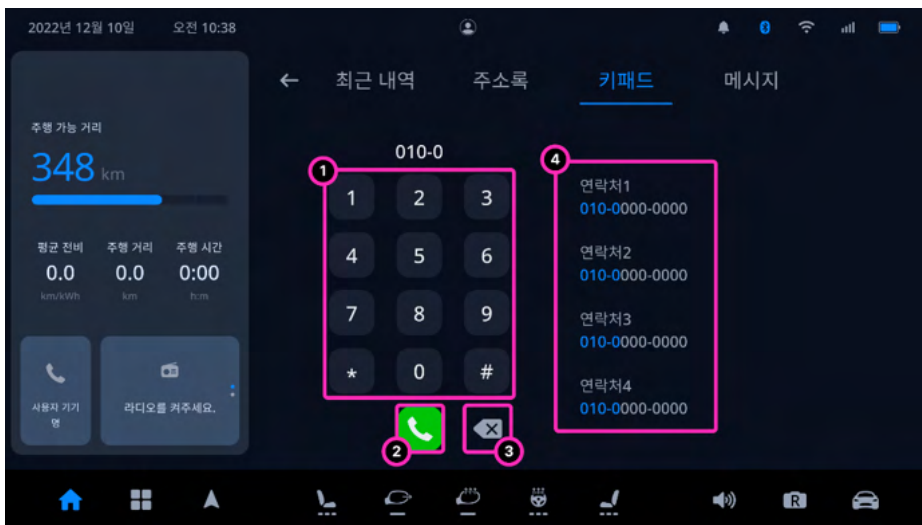 2022년 12월 10일 오전 10:38
최근 내역 주소록 키패드 메시지
주행 가능 거리
348 km
평균 전비 주행 거리 주행 시간
0.0 0.0 0:00
km/kWh km h:m
사용자 기기
명
라디오를 켜주세요.
010-0
1
1 2 3
4 5 6
7 8 9
* 0 #
2
3
4
연락처1
010-0000-0000
연락처2
010-0000-0000
연락처3
010-0000-0000
연락처4
010-0000-0000
R